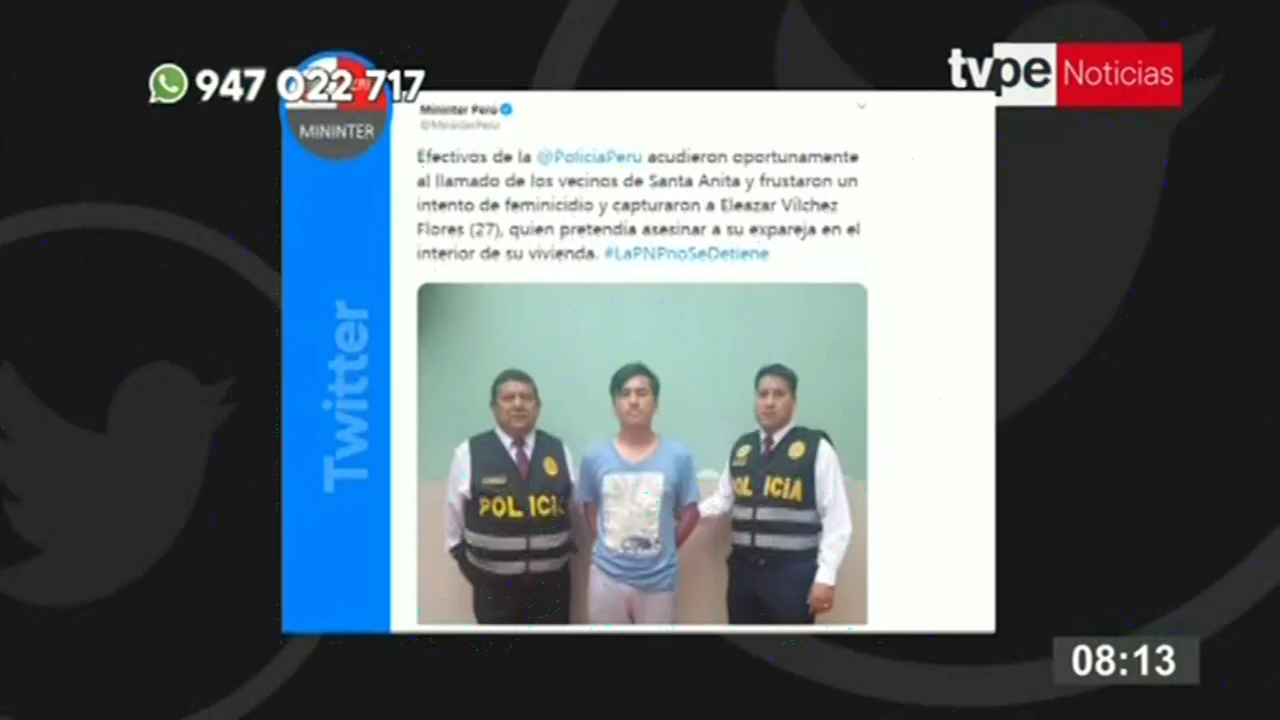 947 022 717
tvpe Noticias
MININTER
Mininter Perú
@MininterPeru
Efectivos de la @PoliciaPeru acudieron oportunamente
al llamado de los vecinos de Santa Anita y frustaron un
intento de feminicidio y capturaron a Eleazar Vilchez
Flores (27), quien pretendía asesinar a su expareja en el
interior de su vivienda. #LaPNPnoSeDetiene
Twitter
POLICIA
POLICIA
08:13